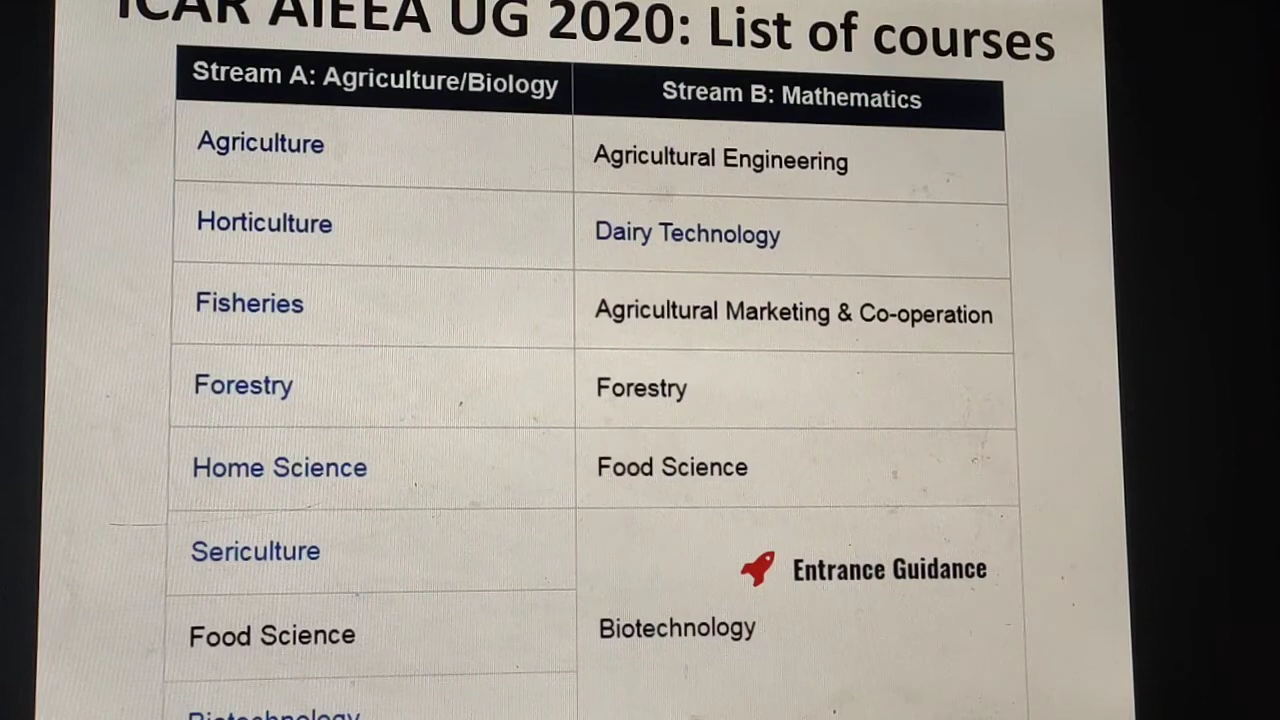 ICAR AIEEA UG 2020: List of courses
Stream A: Agriculture/Biology
Stream B: Mathematics
Agriculture
Agricultural Engineering
Horticulture
Dairy Technology
Fisheries
Agricultural Marketing & Co-operation
Forestry
Forestry
Home Science
Food Science
Sericulture
Entrance Guidance
Food Science
Biotechnology
Biotechnology